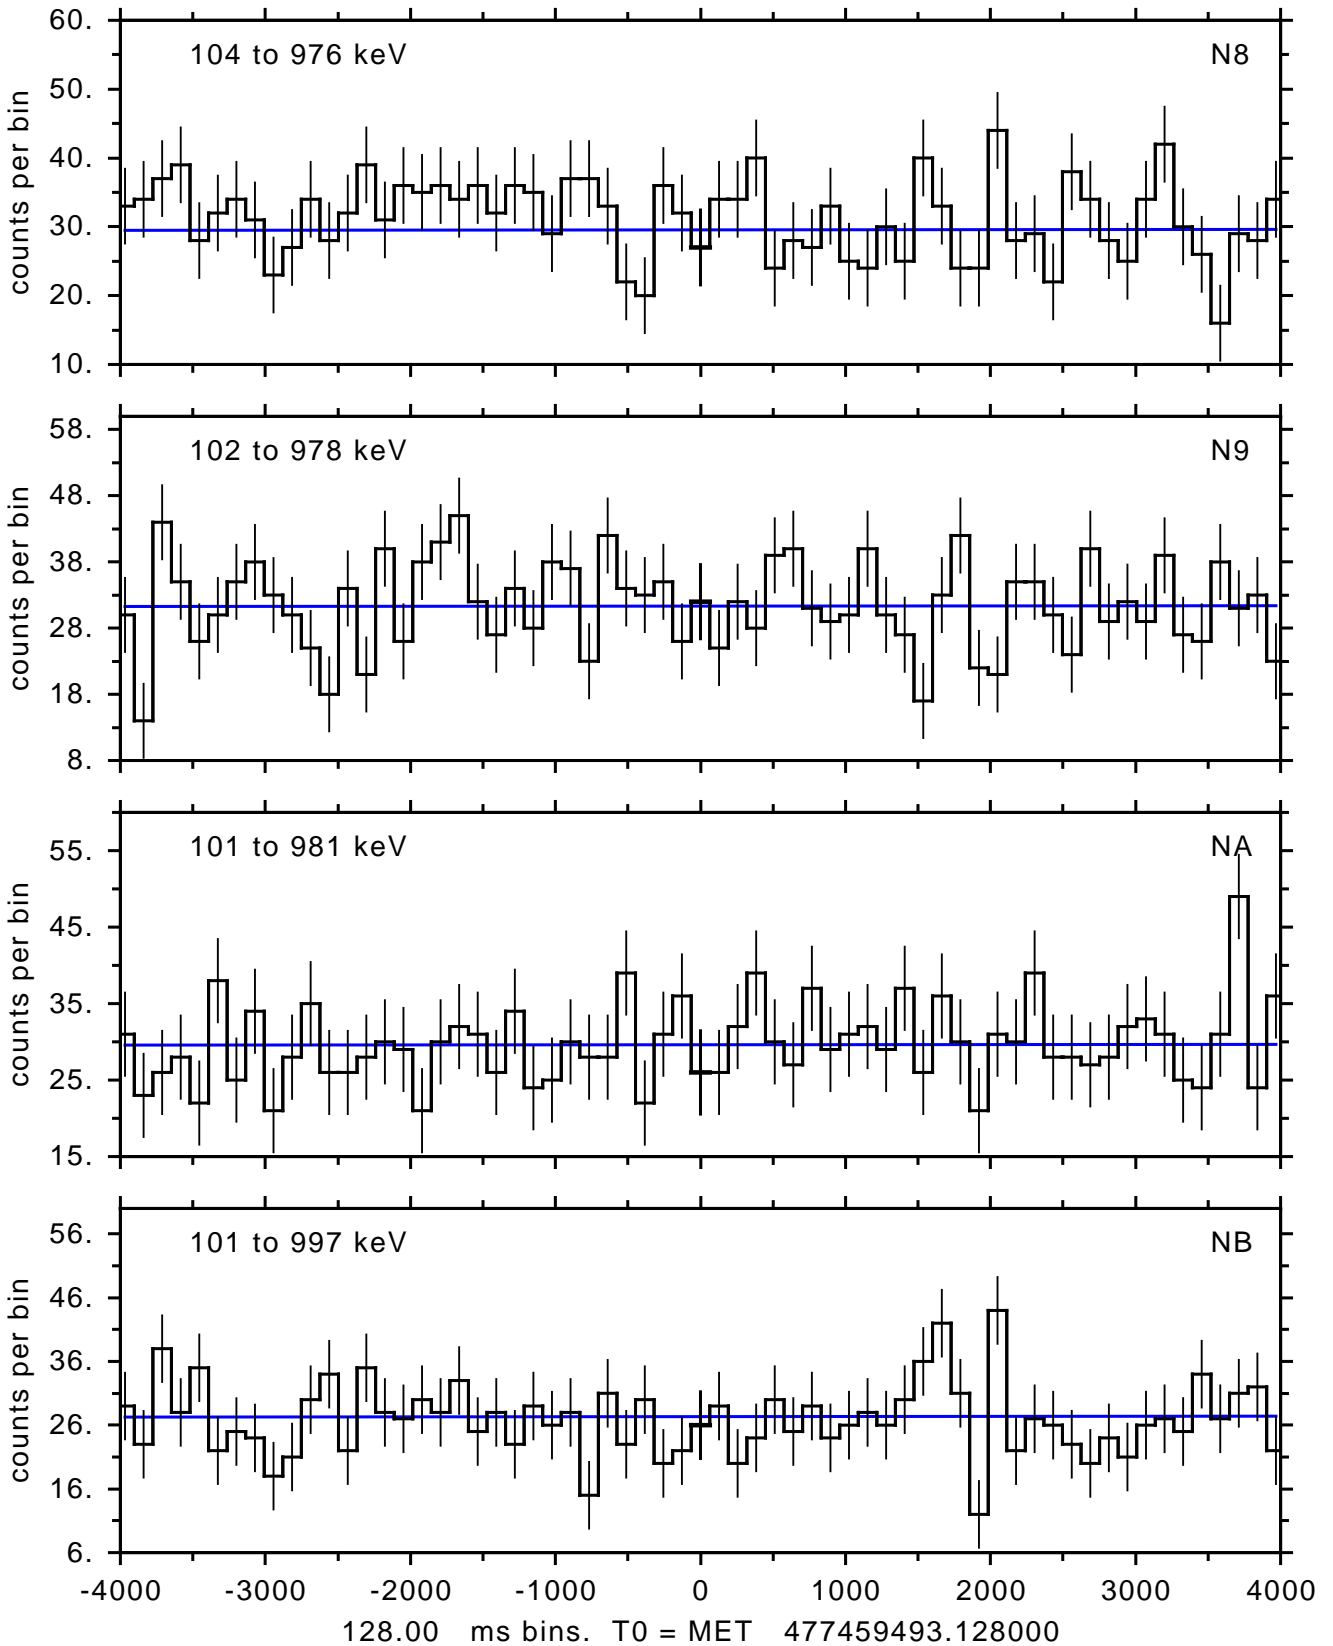 60.
104 to 976 keV N8
50.
40.
30.
20.
10.
counts per bin
58.
102 to 978 keV N9
48.
38.
28.
18.
8.
counts per bin
101 to 981 keV NA
55.
45.
35.
25.
15.
counts per bin
56.
101 to 997 keV NB
46.
36.
26.
16.
6.
counts per bin
-4000 -3000 -2000 -1000 0 1000 2000 3000 4000
128.00 ms bins. T0 = MET 477459493.128000